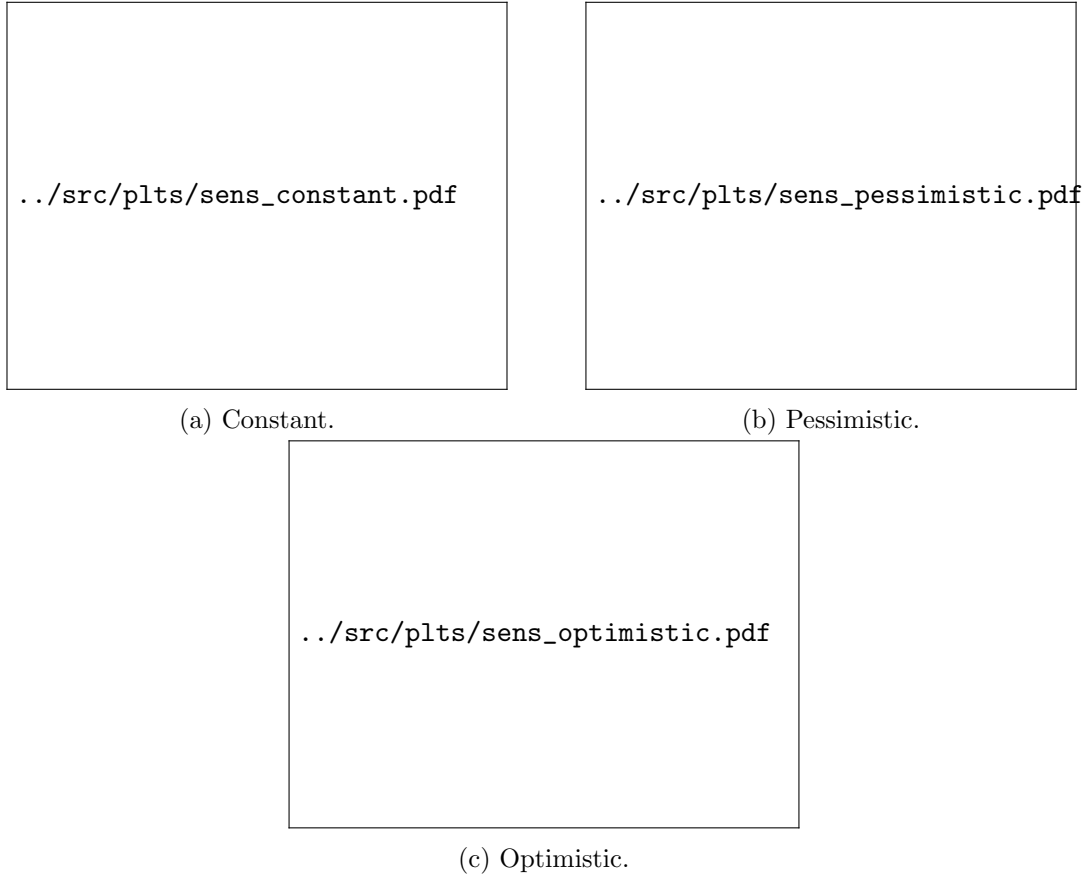 ../src/plts/sens_constant.pdf
../src/plts/sens_pessimistic.pdf
(a) Constant.
(b) Pessimistic.
../src/plts/sens_optimistic.pdf
(c) Optimistic.